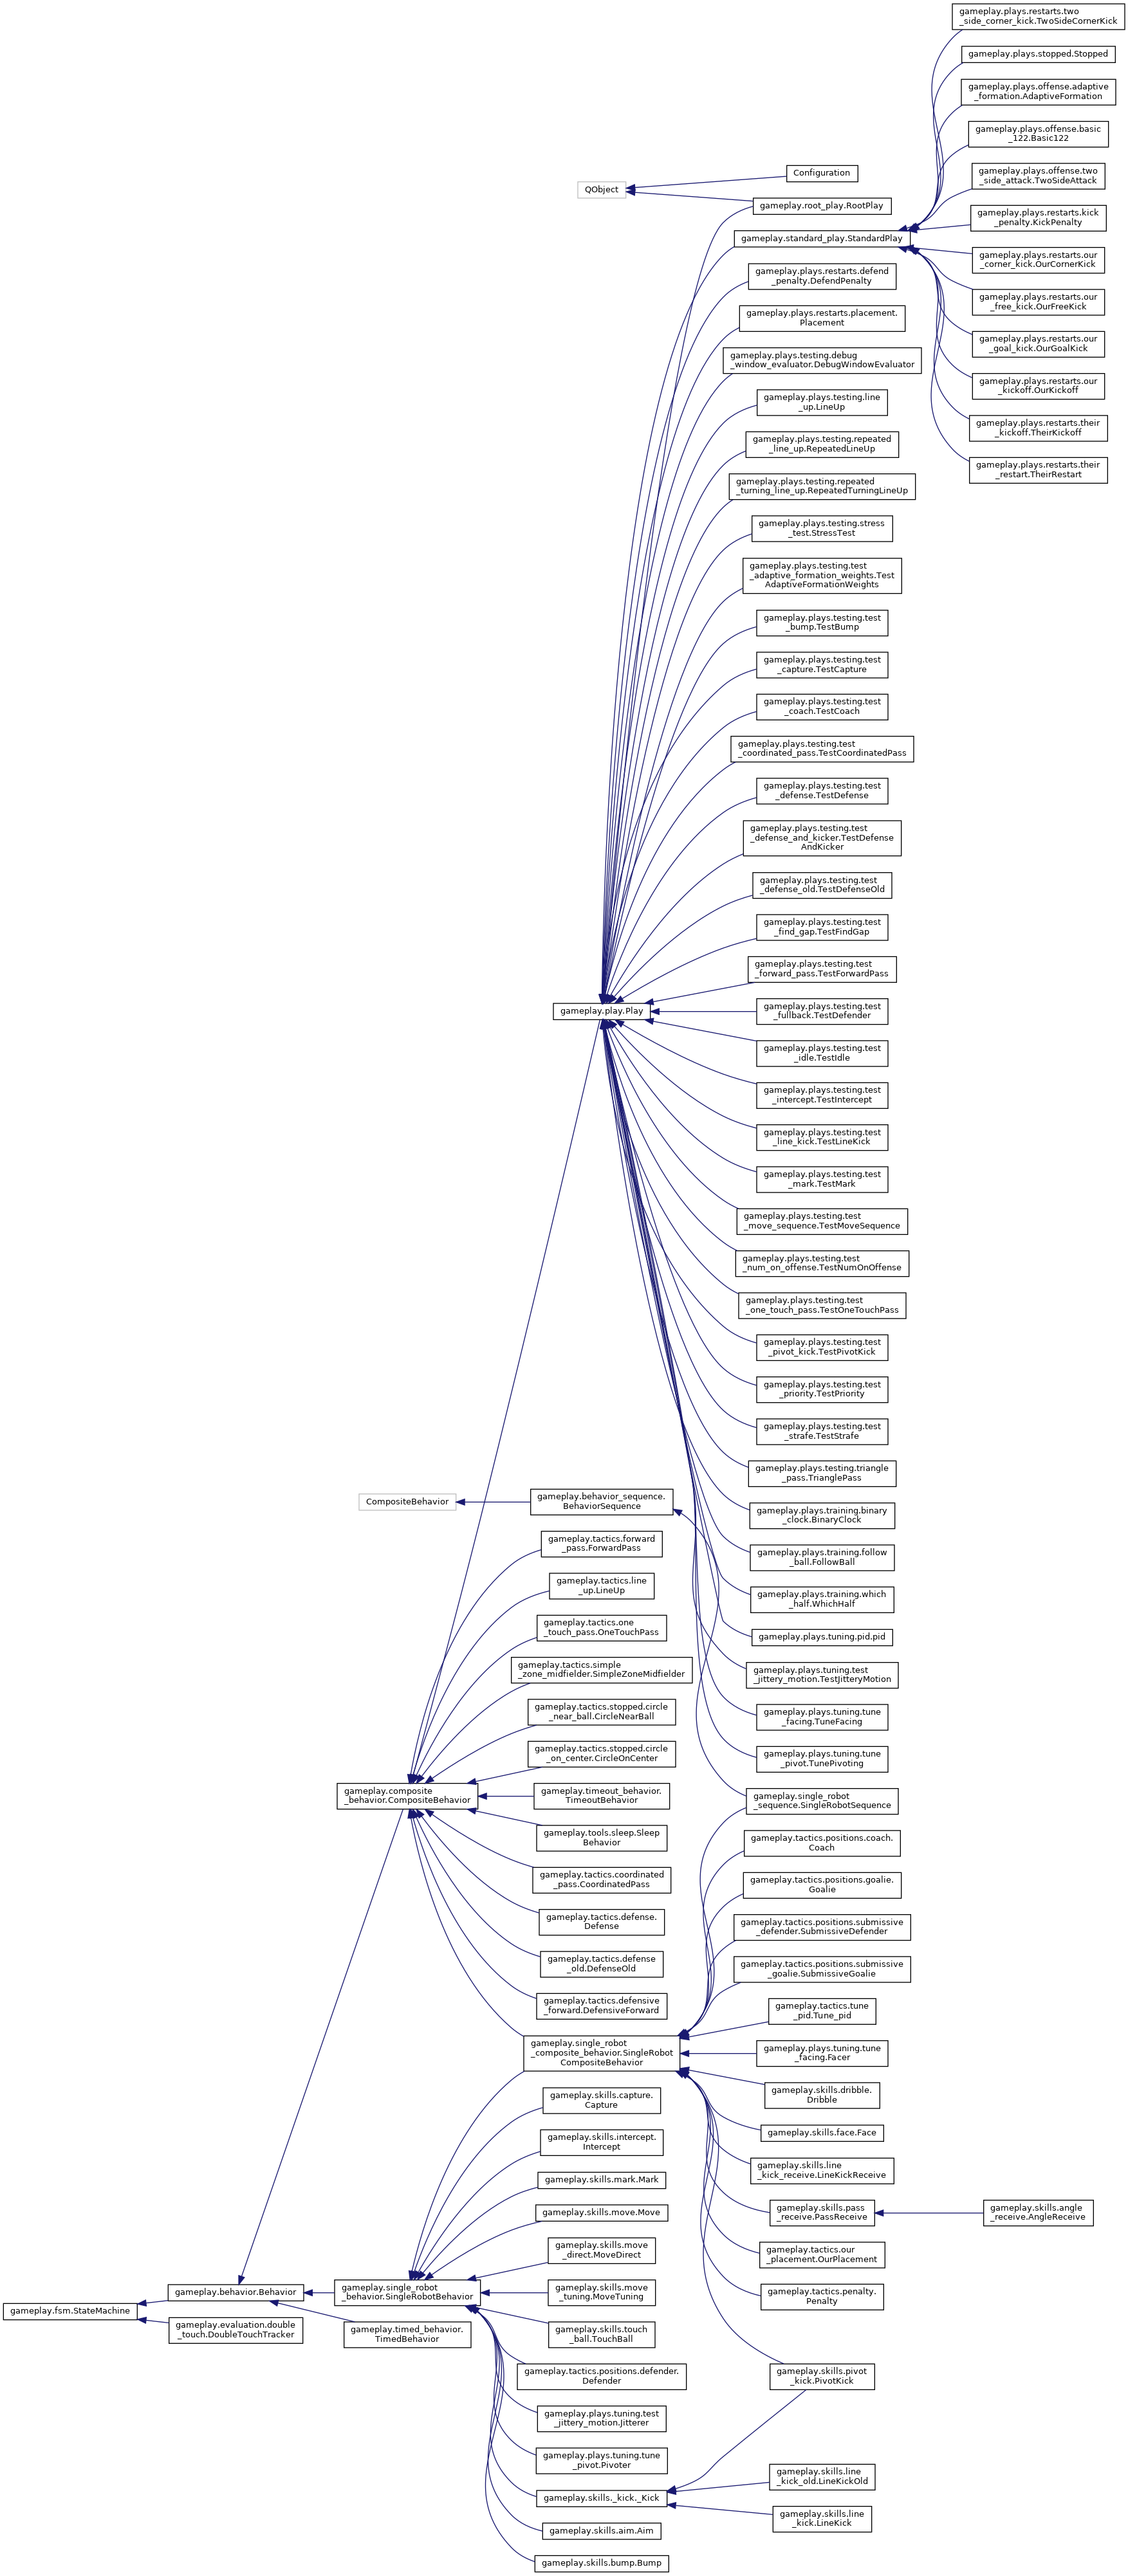 gameplay.plays.restarts.two
_side_corner_kick.TwoSideCornerKick
gameplay.plays.stopped.Stopped
gameplay.plays.offense.adaptive
_formation.AdaptiveFormation
gameplay.plays.offense.basic
_122.Basic122
gameplay.plays.offense.two
_side_attack.TwoSideAttack
Configuration
QObject
gameplay.root_play.RootPlay
gameplay.plays.restarts.kick
_penalty.KickPenalty
gameplay.standard_play.StandardPlay
gameplay.plays.restarts.our
_corner_kick.OurCornerKick
gameplay.plays.restarts.defend
_penalty.DefendPenalty
gameplay.plays.restarts.our
_free_kick.OurFreeKick
gameplay.plays.restarts.placement.
Placement
gameplay.plays.restarts.our
_goal_kick.OurGoalKick
gameplay.plays.testing.debug
_window_evaluator.DebugWindowEvaluator
gameplay.plays.restarts.our
_kickoff.OurKickoff
gameplay.plays.testing.line
_up.LineUp
gameplay.plays.restarts.their
_kickoff.TheirKickoff
gameplay.plays.testing.repeated
_line_up.RepeatedLineUp
gameplay.plays.restarts.their
_restart.TheirRestart
gameplay.plays.testing.repeated
_turning_line_up.RepeatedTurningLineUp
gameplay.plays.testing.stress
_test.StressTest
gameplay.plays.testing.test
_adaptive_formation_weights.Test
AdaptiveFormationWeights
gameplay.plays.testing.test
_bump.TestBump
gameplay.plays.testing.test
_capture.TestCapture
gameplay.plays.testing.test
_coach.TestCoach
gameplay.plays.testing.test
_coordinated_pass.TestCoordinatedPass
gameplay.plays.testing.test
_defense.TestDefense
gameplay.plays.testing.test
_defense_and_kicker.TestDefense
AndKicker
gameplay.plays.testing.test
_defense_old.TestDefenseOld
gameplay.plays.testing.test
_find_gap.TestFindGap
gameplay.plays.testing.test
_forward_pass.TestForwardPass
gameplay.play.Play
gameplay.plays.testing.test
_fullback.TestDefender
gameplay.plays.testing.test
_idle.TestIdle
gameplay.plays.testing.test
_intercept.TestIntercept
gameplay.plays.testing.test
_line_kick.TestLineKick
gameplay.plays.testing.test
_mark.TestMark
gameplay.plays.testing.test
_move_sequence.TestMoveSequence
gameplay.plays.testing.test
_num_on_offense.TestNumOnOffense
gameplay.plays.testing.test
_one_touch_pass.TestOneTouchPass
gameplay.plays.testing.test
_pivot_kick.TestPivotKick
gameplay.plays.testing.test
_priority.TestPriority
gameplay.plays.testing.test
_strafe.TestStrafe
gameplay.plays.testing.triangle
_pass.TrianglePass
CompositeBehavior
gameplay.behavior_sequence.
BehaviorSequence
gameplay.plays.training.binary
_clock.BinaryClock
gameplay.tactics.forward
_pass.ForwardPass
gameplay.plays.training.follow
_ball.FollowBall
gameplay.tactics.line
_up.LineUp
gameplay.plays.training.which
_half.WhichHalf
gameplay.tactics.one
_touch_pass.OneTouchPass
gameplay.plays.tuning.pid.pid
gameplay.tactics.simple
_zone_midfielder.SimpleZoneMidfielder
gameplay.plays.tuning.test
_jittery_motion.TestJitteryMotion
gameplay.tactics.stopped.circle
_near_ball.CircleNearBall
gameplay.plays.tuning.tune
_facing.TuneFacing
gameplay.tactics.stopped.circle
_on_center.CircleOnCenter
gameplay.plays.tuning.tune
_pivot.TunePivoting
gameplay.composite
_behavior.CompositeBehavior
gameplay.timeout_behavior.
TimeoutBehavior
gameplay.single_robot
_sequence.SingleRobotSequence
gameplay.tools.sleep.Sleep
Behavior
gameplay.tactics.positions.coach.
Coach
gameplay.tactics.coordinated
_pass.CoordinatedPass
gameplay.tactics.positions.goalie.
Goalie
gameplay.tactics.defense.
Defense
gameplay.tactics.positions.submissive
_defender.SubmissiveDefender
gameplay.tactics.defense
_old.DefenseOld
gameplay.tactics.positions.submissive
_goalie.SubmissiveGoalie
gameplay.tactics.defensive
_forward.DefensiveForward
gameplay.tactics.tune
_pid.Tune_pid
gameplay.single_robot
_composite_behavior.SingleRobot
CompositeBehavior
gameplay.plays.tuning.tune
_facing.Facer
gameplay.skills.capture.
Capture
gameplay.skills.dribble.
Dribble
gameplay.skills.intercept.
Intercept
gameplay.skills.face.Face
gameplay.skills.mark.Mark
gameplay.skills.line
_kick_receive.LineKickReceive
gameplay.skills.move.Move
gameplay.skills.pass
_receive.PassReceive
gameplay.skills.angle
_receive.AngleReceive
gameplay.skills.move
_direct.MoveDirect
gameplay.tactics.our
_placement.OurPlacement
gameplay.fsm.StateMachine
gameplay.behavior.Behavior
gameplay.single_robot
_behavior.SingleRobotBehavior
gameplay.skills.move
_tuning.MoveTuning
gameplay.tactics.penalty.
Penalty
gameplay.evaluation.double
_touch.DoubleTouchTracker
gameplay.timed_behavior.
TimedBehavior
gameplay.skills.touch
_ball.TouchBall
gameplay.tactics.positions.defender.
Defender
gameplay.skills.pivot
_kick.PivotKick
gameplay.plays.tuning.test
_jittery_motion.Jitterer
gameplay.plays.tuning.tune
_pivot.Pivoter
gameplay.skills.line
_kick_old.LineKickOld
gameplay.skills._kick._Kick
gameplay.skills.line
_kick.LineKick
gameplay.skills.aim.Aim
gameplay.skills.bump.Bump